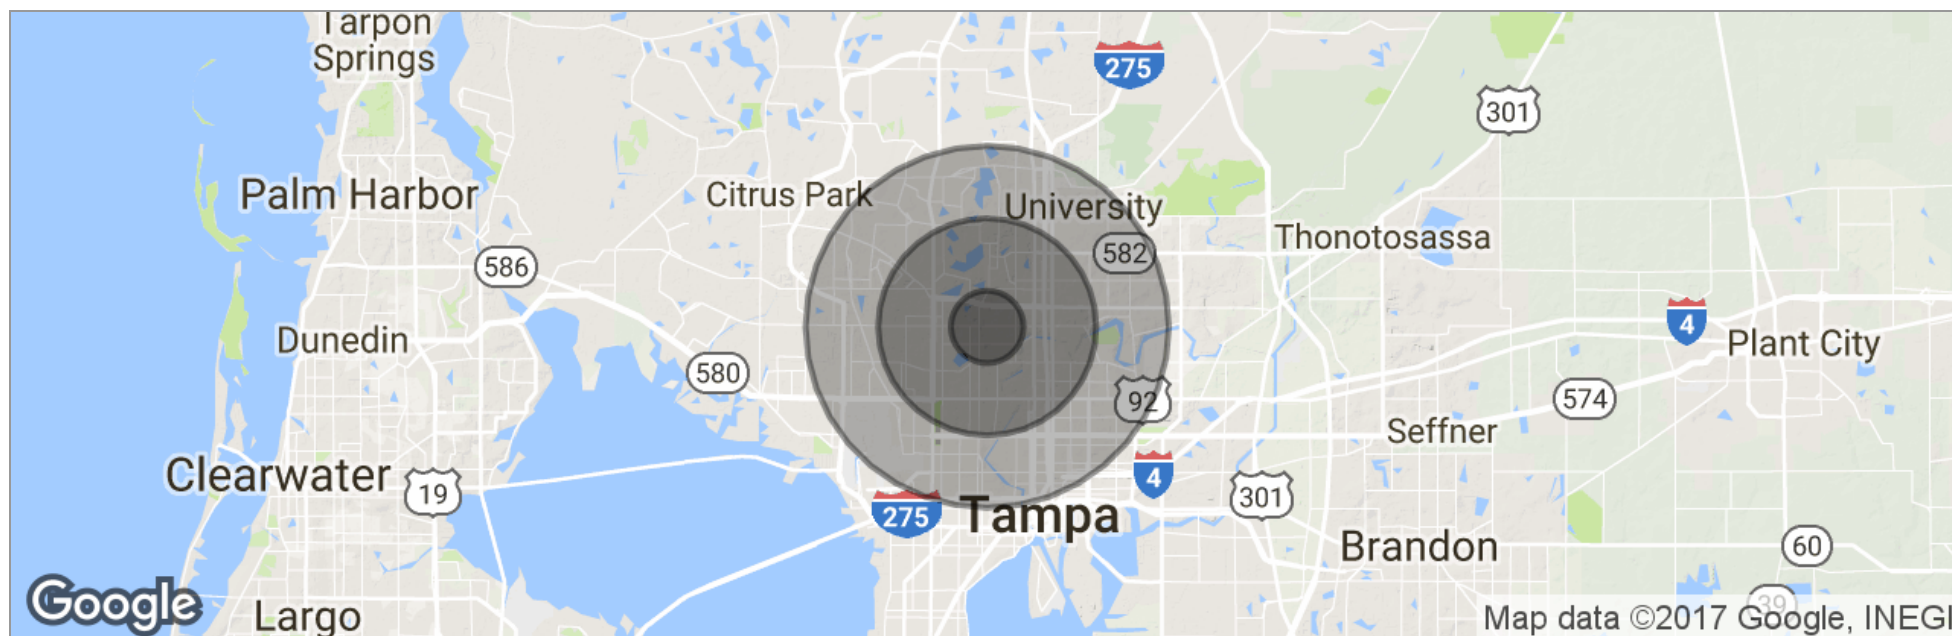 Tarpon
Springs
275
301
Palm Harbor
Citrus Park
University
586
582
Thonotosassa
Dunedin
580
4
Plant City
92
574
Seffner
Clearwater
19
4
301
275
Tampa
Brandon
60
Google
Largo
39
Map data ©2017 Google, INEGI